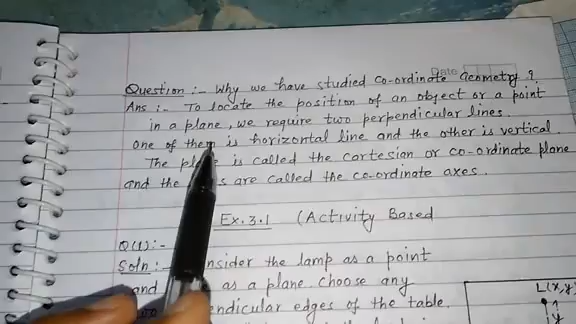 Date
Question :- Why we have studied Co-ordinate Geometry ?
Ans :- To locate the position of an object or a point
in a plane, we require two perpendicular lines.
One of them is horizontal line and the other is vertical.
The is called the cartesian or co-ordinate plane
and the are called the co-ordinate axes.
Ex. 3.1 (Activity Based
Q(1):-
Soln :- the lamp as a point
and as a plane. choose any
edges of the table.
L(x,y)
y